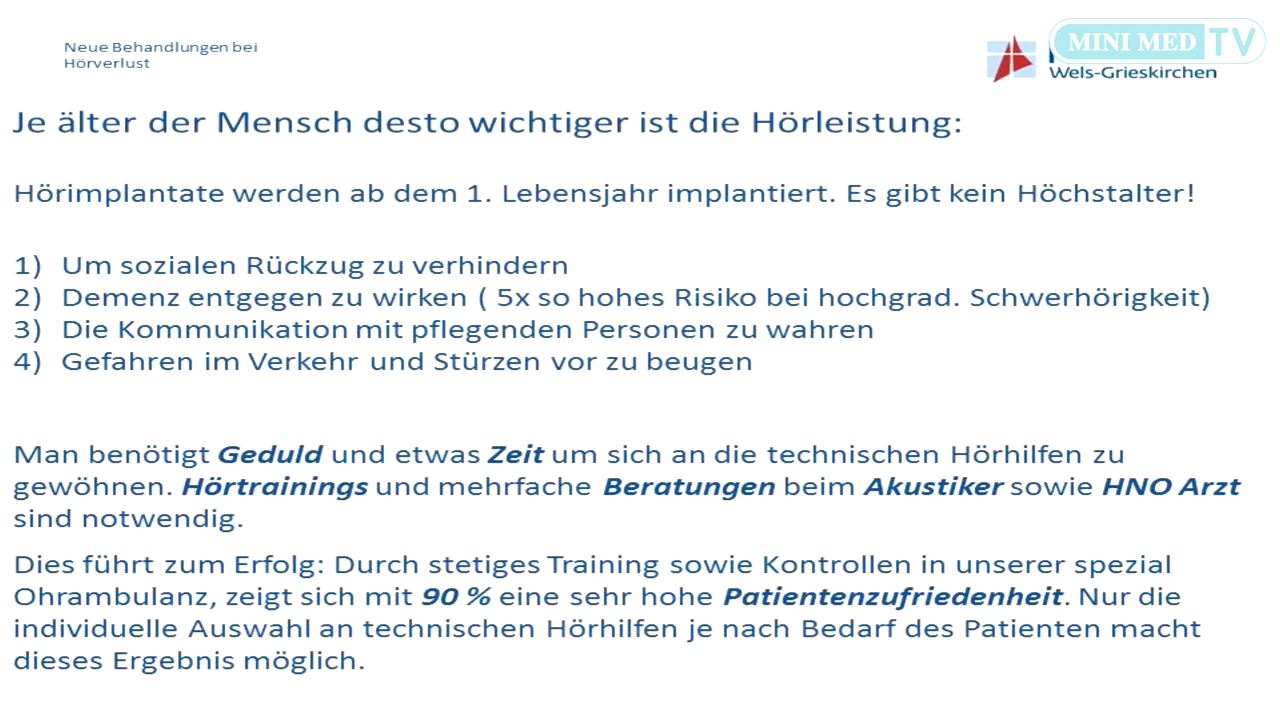 Neue Behandlungen bei
Hörverlust
MINI MED TV
Wels-Grieskirchen
Je älter der Mensch desto wichtiger ist die Hörleistung:
Hörimplantate werden ab dem 1. Lebensjahr implantiert. Es gibt kein Höchstalter!
1) Um sozialen Rückzug zu verhindern
2) Demenz entgegen zu wirken ( 5x so hohes Risiko bei hochgrad. Schwerhörigkeit)
3) Die Kommunikation mit pflegenden Personen zu wahren
4) Gefahren im Verkehr und Stürzen vor zu beugen
Man benötigt Geduld und etwas Zeit um sich an die technischen Hörhilfen zu
gewöhnen. Hörtrainings und mehrfache Beratungen beim Akustiker sowie HNO Arzt
sind notwendig.
Dies führt zum Erfolg: Durch stetiges Training sowie Kontrollen in unserer spezial
Ohrambulanz, zeigt sich mit 90 % eine sehr hohe Patientenzufriedenheit. Nur die
individuelle Auswahl an technischen Hörhilfen je nach Bedarf des Patienten macht
dieses Ergebnis möglich.